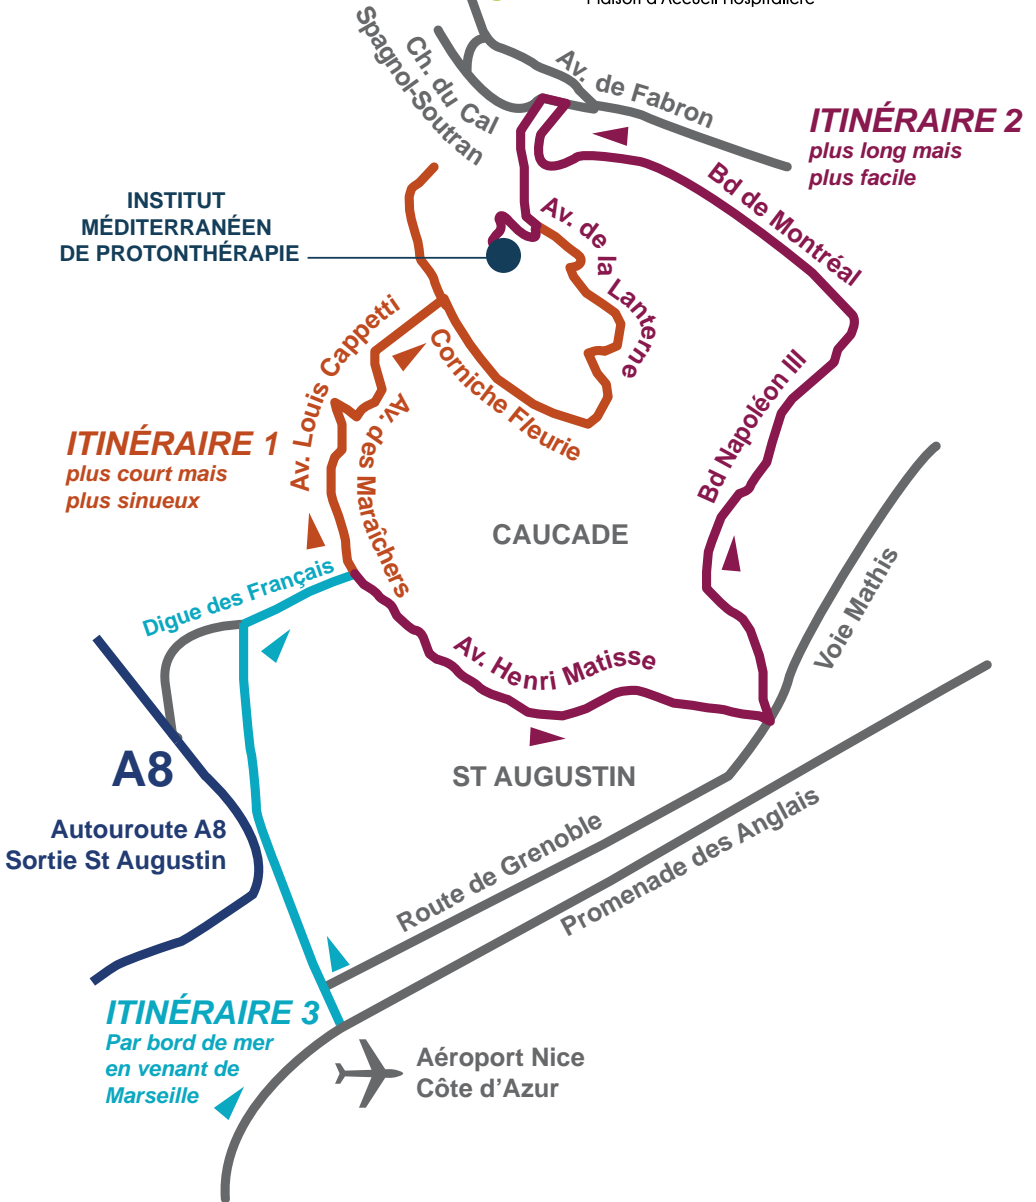 Maison d'Accueil Hospitalière
Spagnol-Soutran
Ch. du Cal
Av. de Fabron
ITINÉRAIRE 2
plus long mais
plus facile
Bd de Montréal
INSTITUT
MÉDITERRANÉEN
DE PROTONTHÉRAPIE
Av. de la Lanterne
Av. Louis Cappetti
Corniche Fleurie
Av. des Maraîchers
Bd Napoléon III
ITINÉRAIRE 1
plus court mais
plus sinueux
CAUCADE
Digue des Français
Voie Mathis
Av. Henri Matisse
A8
ST AUGUSTIN
Autouroute A8
Sortie St Augustin
Route de Grenoble
Promenade des Anglais
ITINÉRAIRE 3
Par bord de mer
en venant de
Marseille
Aéroport Nice
Côte d'Azur